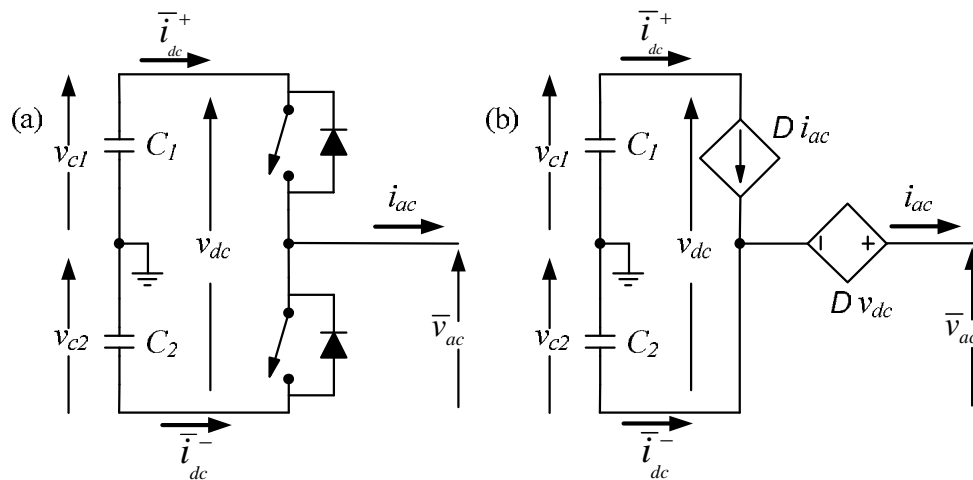 (a)
i̅dc⁺
vc1
C1
vdc
iac
vc2
C2
v̅ac
i̅dc⁻
(b)
i̅dc⁺
vc1
C1
vdc
D iac
iac
− +
D vdc
vc2
C2
v̅ac
i̅dc⁻